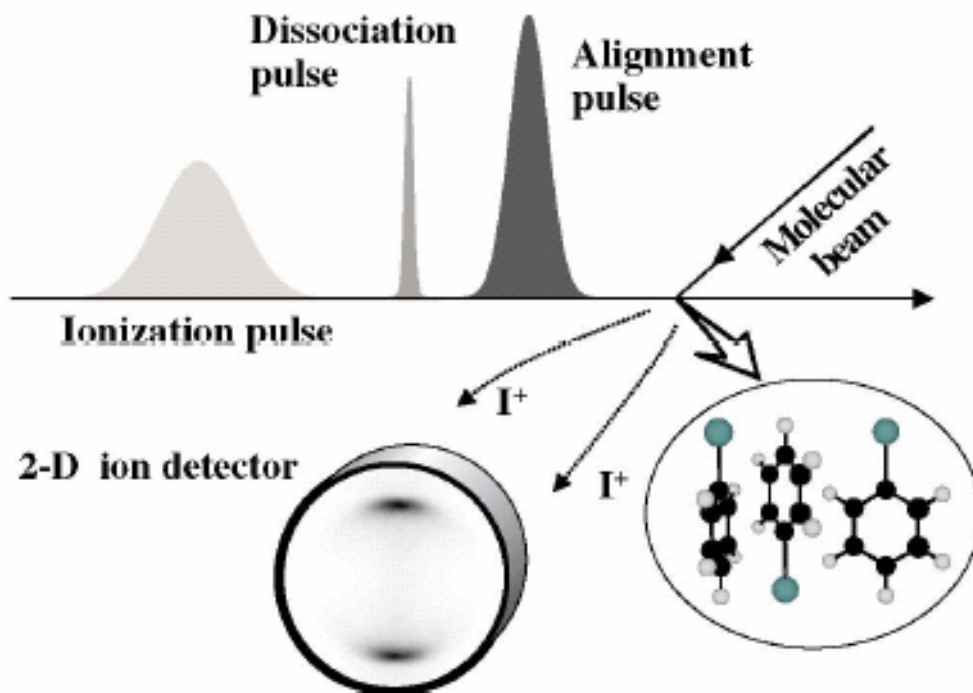 Dissociation
pulse
Alignment
pulse
Molecular
beam
Ionization pulse
I⁺
I⁺
2-D ion detector